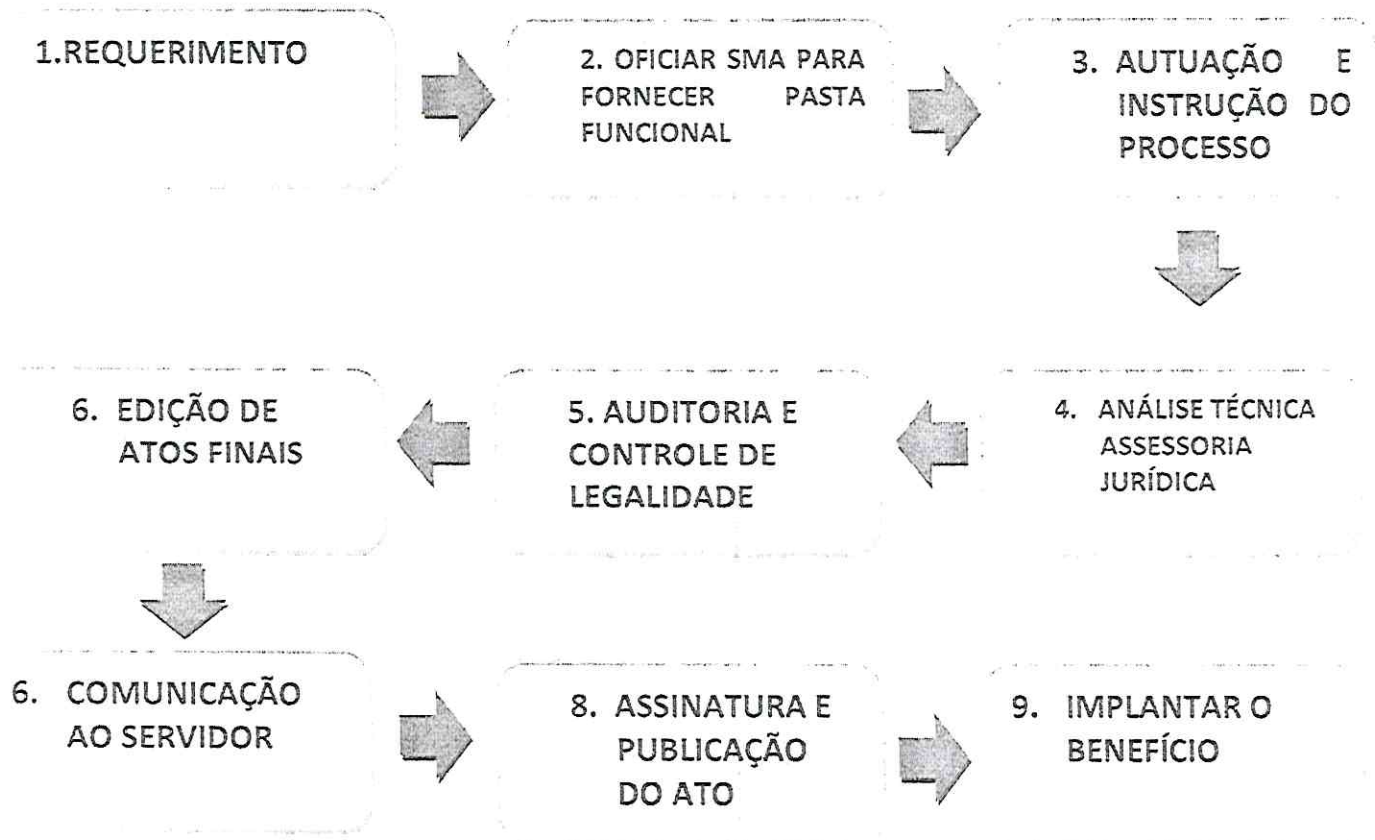 1.REQUERIMENTO
2. OFICIAR SMA PARA
FORNECER PASTA
FUNCIONAL
3. AUTUAÇÃO E
INSTRUÇÃO DO
PROCESSO
6. EDIÇÃO DE
ATOS FINAIS
5. AUDITORIA E
CONTROLE DE
LEGALIDADE
4. ANÁLISE TÉCNICA
ASSESSORIA
JURÍDICA
6. COMUNICAÇÃO
AO SERVIDOR
8. ASSINATURA E
PUBLICAÇÃO
DO ATO
9. IMPLANTAR O
BENEFÍCIO